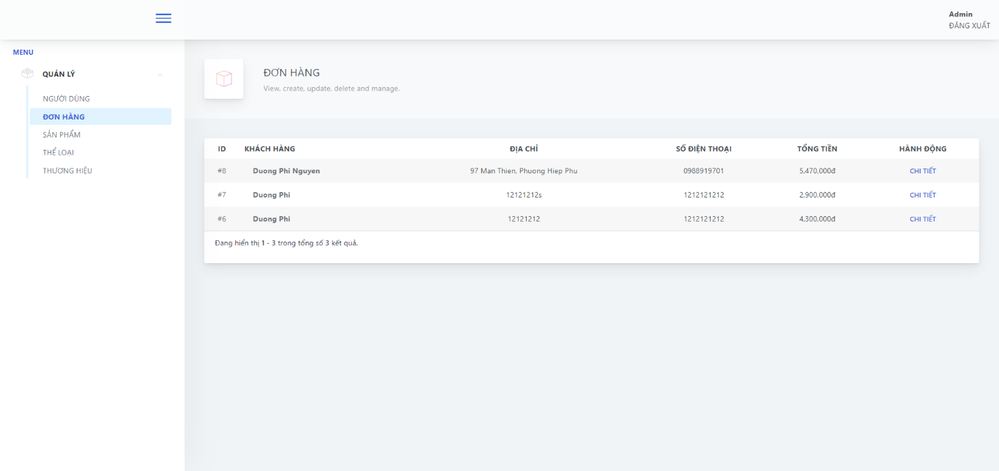 Admin
ĐĂNG XUẤT
MENU
QUẢN LÝ
NGƯỜI DÙNG
ĐƠN HÀNG
SẢN PHẨM
THỂ LOẠI
THƯƠNG HIỆU
ĐƠN HÀNG
View, create, update, delete and manage.
ID KHÁCH HÀNG ĐỊA CHỈ SỐ ĐIỆN THOẠI TỔNG TIỀN HÀNH ĐỘNG
#8 Duong Phi Nguyen 97 Man Thien, Phuong Hiep Phu 0988919701 5,470,000đ CHI TIẾT
#7 Duong Phi 12121212s 1212121212 2,900,000đ CHI TIẾT
#6 Duong Phi 12121212 1212121212 4,300,000đ CHI TIẾT
Đang hiển thị 1 - 3 trong tổng số 3 kết quả.